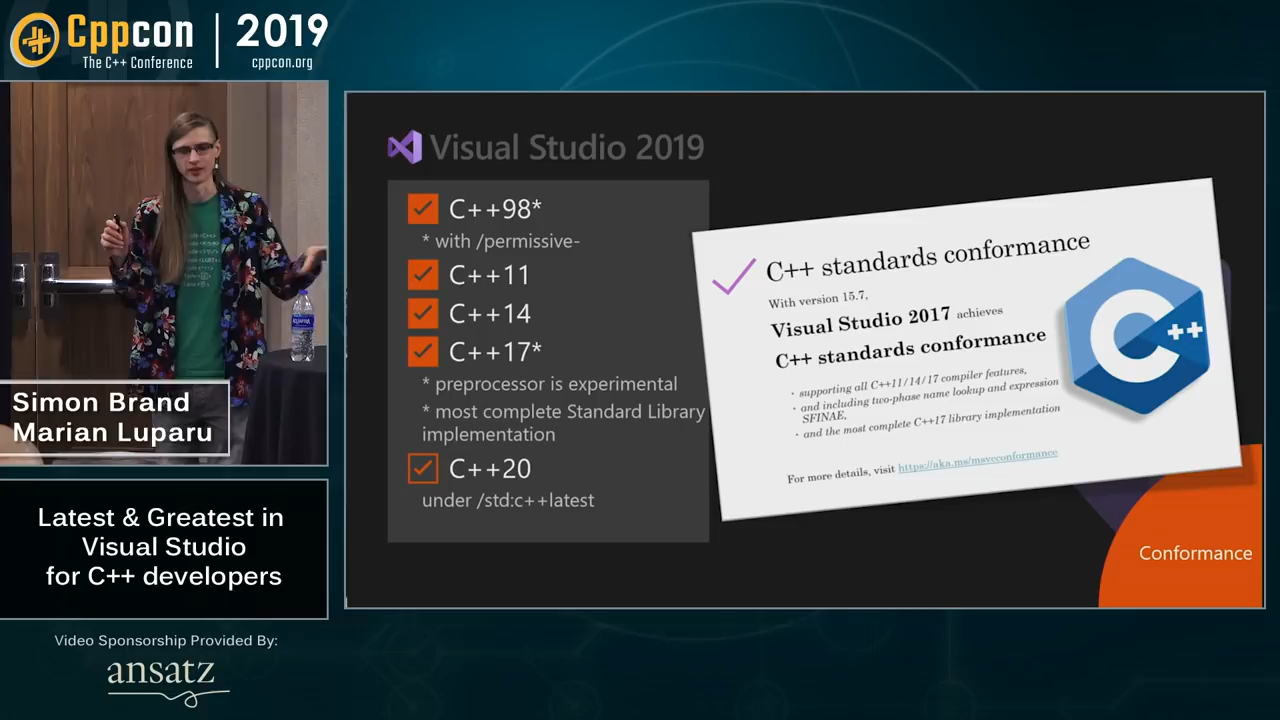 Cppcon
The C++ Conference
2019
cppcon.org
Simon Brand
Marian Luparu
Latest & Greatest in
Visual Studio
for C++ developers
Video Sponsorship Provided By:
ansatz
Visual Studio 2019
C++98*
* with /permissive-
C++11
C++14
C++17*
* preprocessor is experimental
* most complete Standard Library
implementation
C++20
under /std:c++latest
C++ standards conformance
With version 15.7,
Visual Studio 2017 achieves
C++ standards conformance
· supporting all C++11/14/17 compiler features,
· and including two-phase name lookup and expression
SFINAE,
· and the most complete C++17 library implementation
For more details, visit https://aka.ms/msvcconformance
C++
Conformance